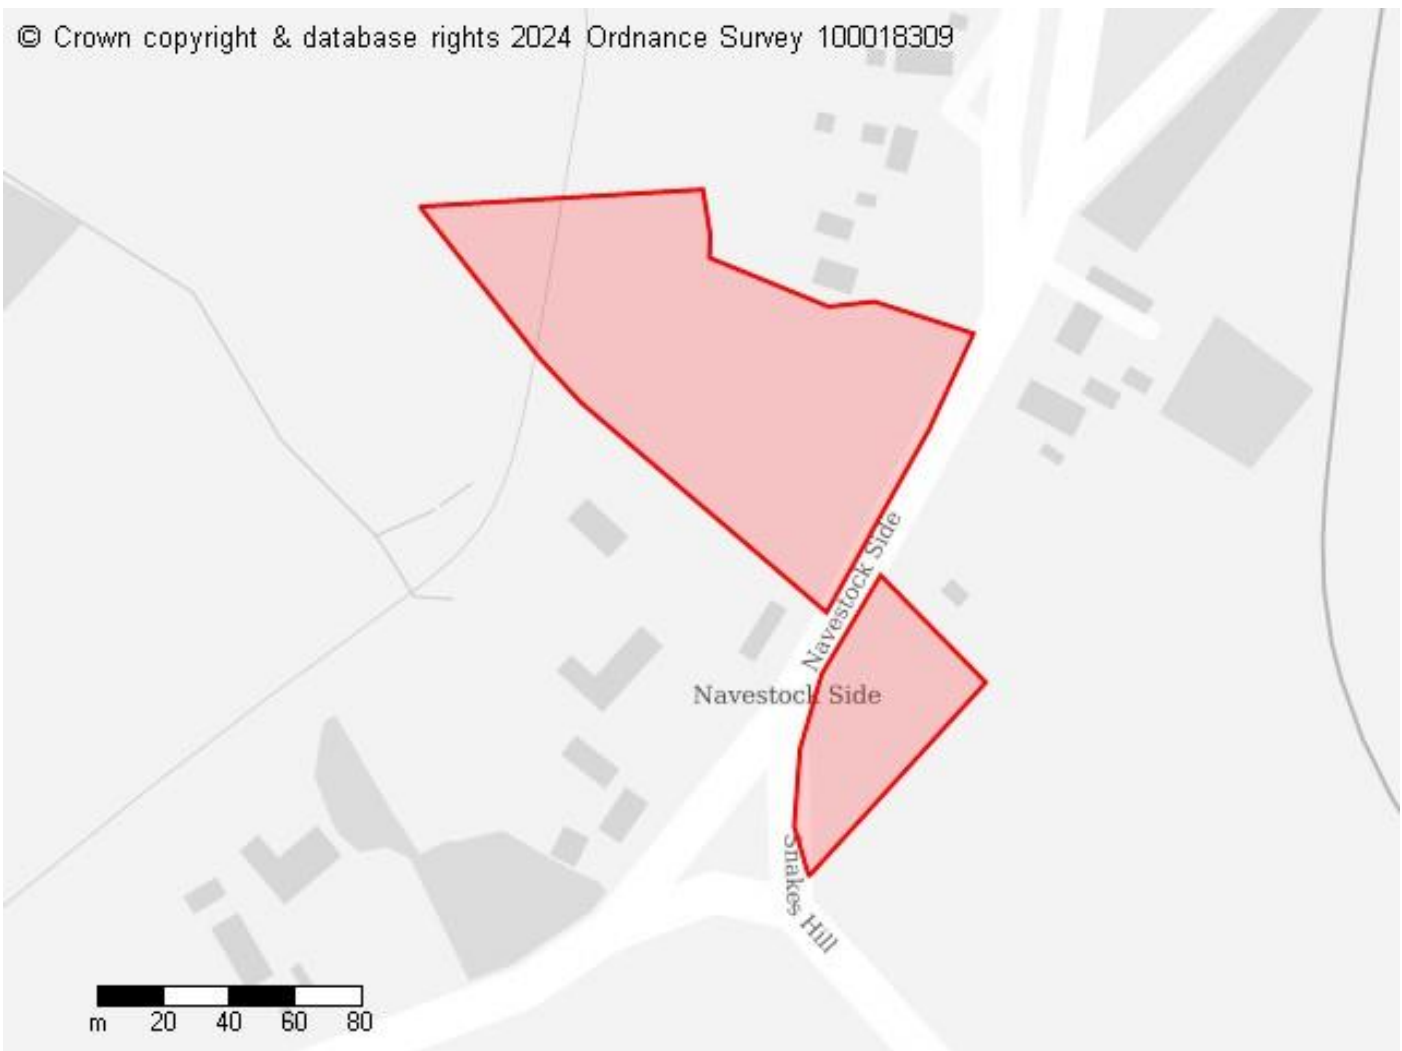 © Crown copyright & database rights 2024 Ordnance Survey 100018309
Navestock Side
Navestock Side
Snakes Hill
m 20 40 60 80